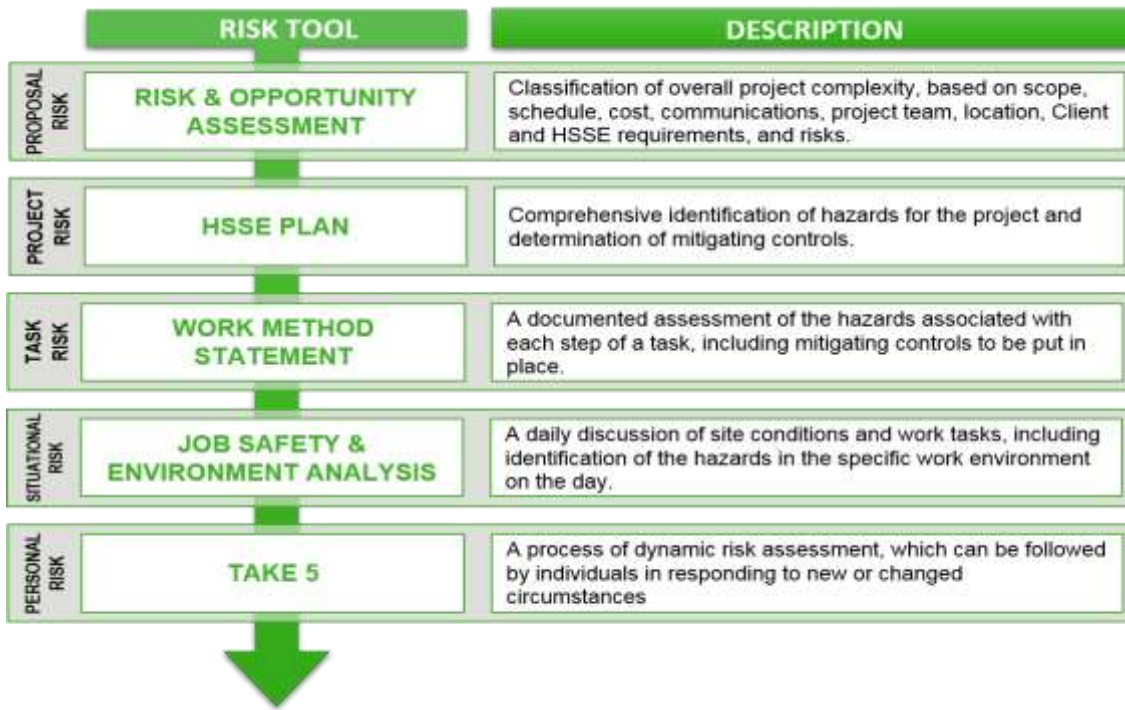 RISK TOOL
DESCRIPTION
PROPOSAL
RISK
RISK & OPPORTUNITY
ASSESSMENT
Classification of overall project complexity, based on scope,
schedule, cost, communications, project team, location, Client
and HSSE requirements, and risks.
PROJECT
RISK
HSSE PLAN
Comprehensive identification of hazards for the project and
determination of mitigating controls.
TASK
RISK
WORK METHOD
STATEMENT
A documented assessment of the hazards associated with
each step of a task, including mitigating controls to be put in
place.
SITUATIONAL
RISK
JOB SAFETY &
ENVIRONMENT ANALYSIS
A daily discussion of site conditions and work tasks, including
identification of the hazards in the specific work environment
on the day.
PERSONAL
RISK
TAKE 5
A process of dynamic risk assessment, which can be followed
by individuals in responding to new or changed
circumstances